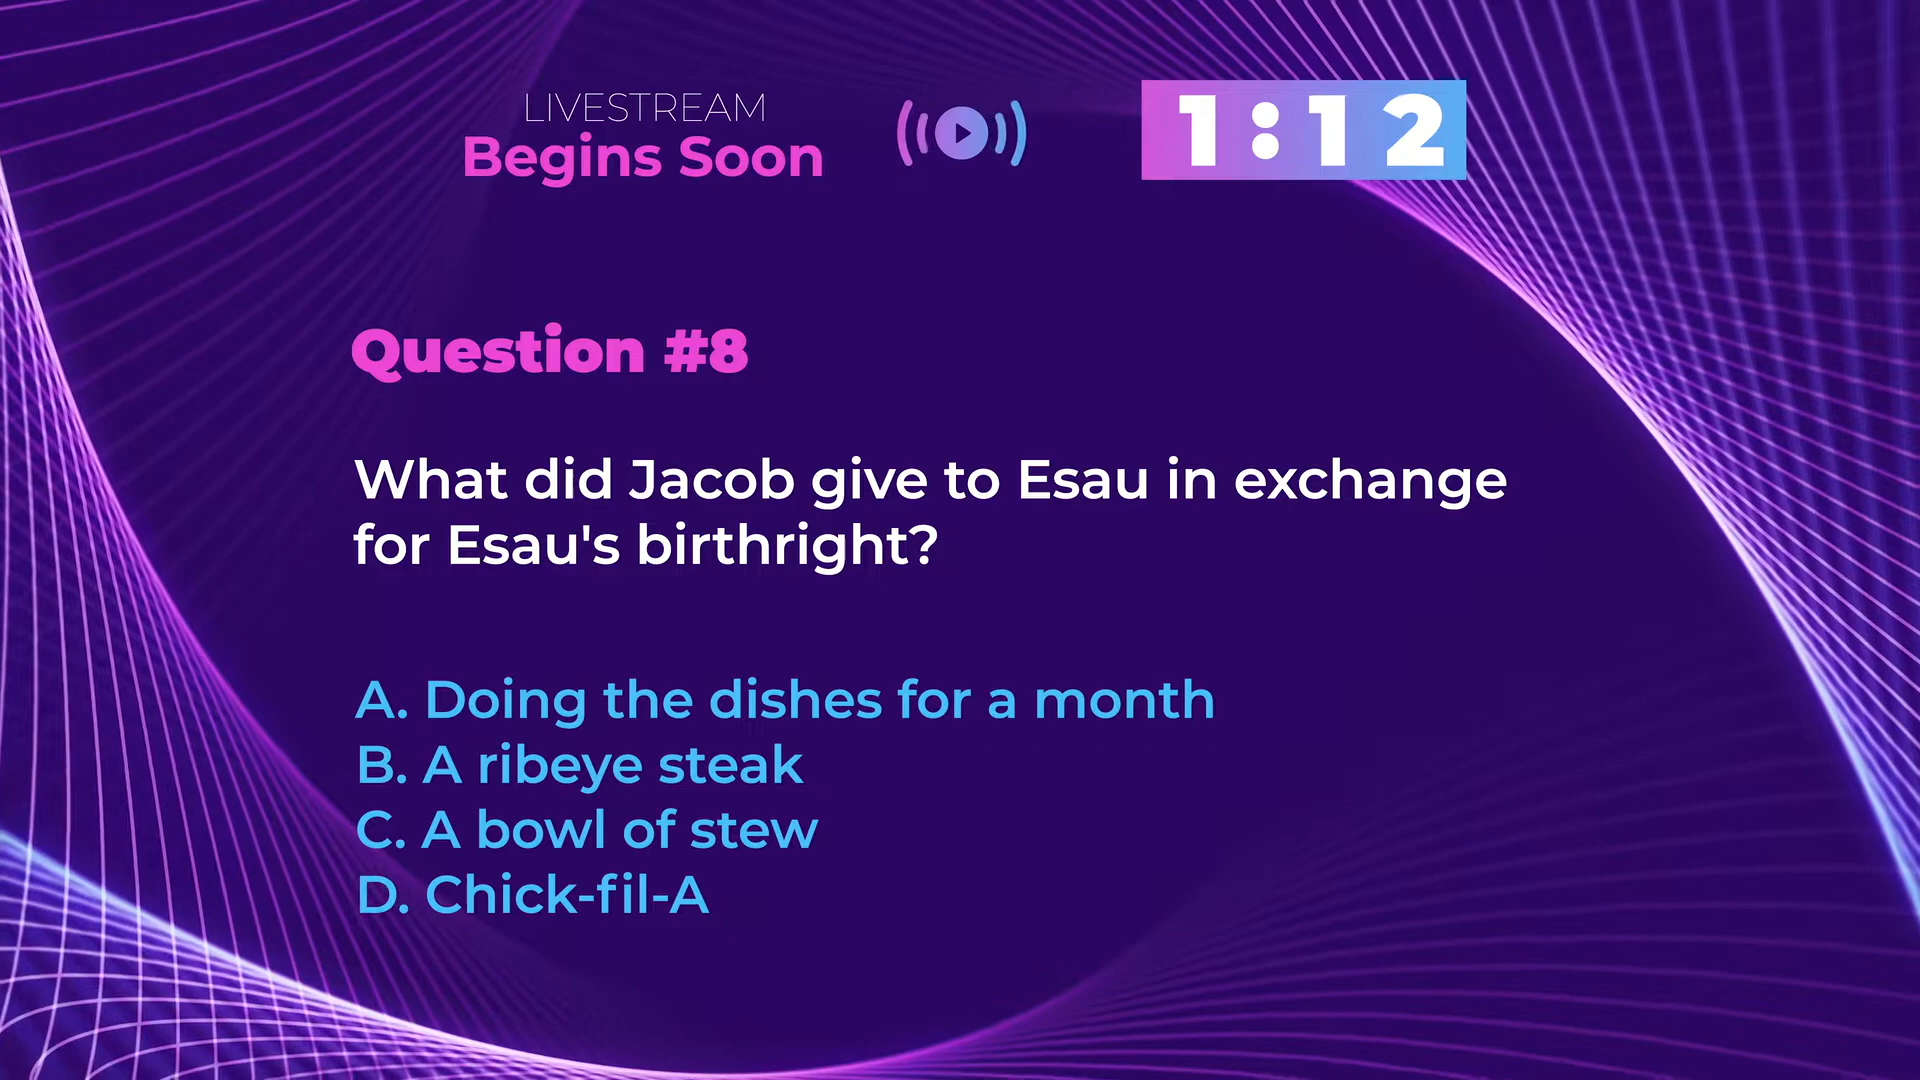 LIVESTREAM
Begins Soon
1:12
Question #8
What did Jacob give to Esau in exchange
for Esau's birthright?
A. Doing the dishes for a month
B. A ribeye steak
C. A bowl of stew
D. Chick-fil-A